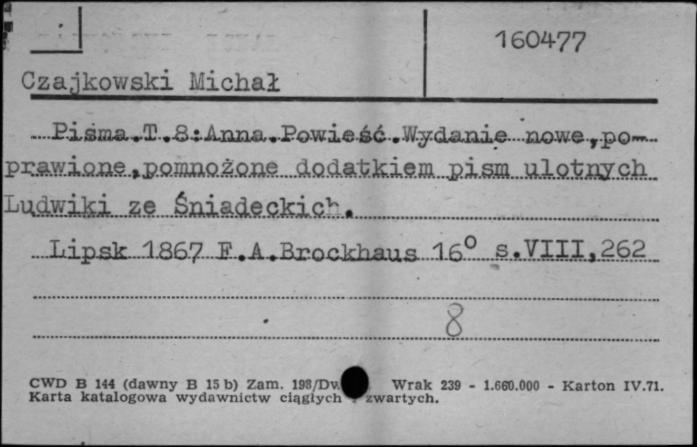 160477
Czajkowski Michał
Pisma.T.8:Anna.Powieść.Wydanie nowe,po-
prawione,pomnożone dodatkiem pism ulotnych
Ludwiki ze Śniadeckich.
Lipsk 1867 F.A.Brockhaus 16° s.VIII,262
8
CWD B 144 (dawny B 15 b) Zam. 198/Dw. Wrak 239 - 1.660.000 - Karton IV.71.
Karta katalogowa wydawnictw ciągłych zwartych.